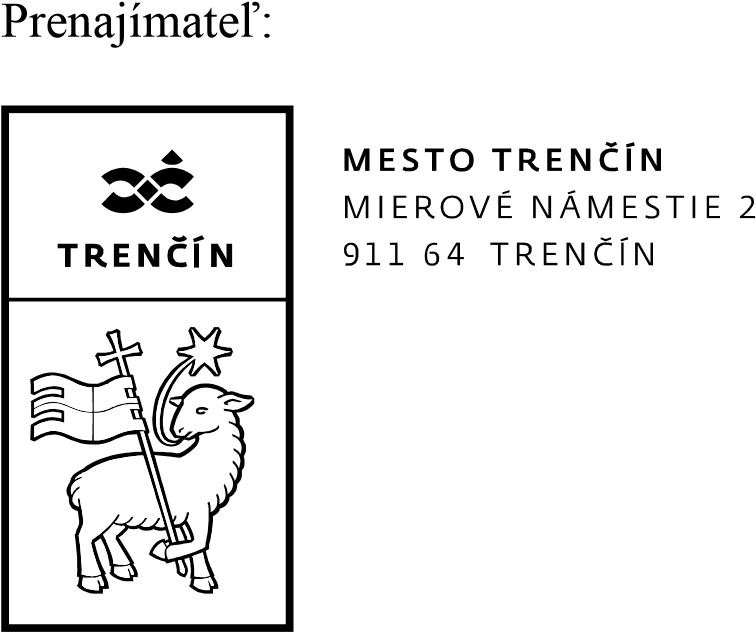 Prenajímateľ:
TRENČÍN
MESTO TRENČÍN
MIEROVÉ NÁMESTIE 2
911 64 TRENČÍN